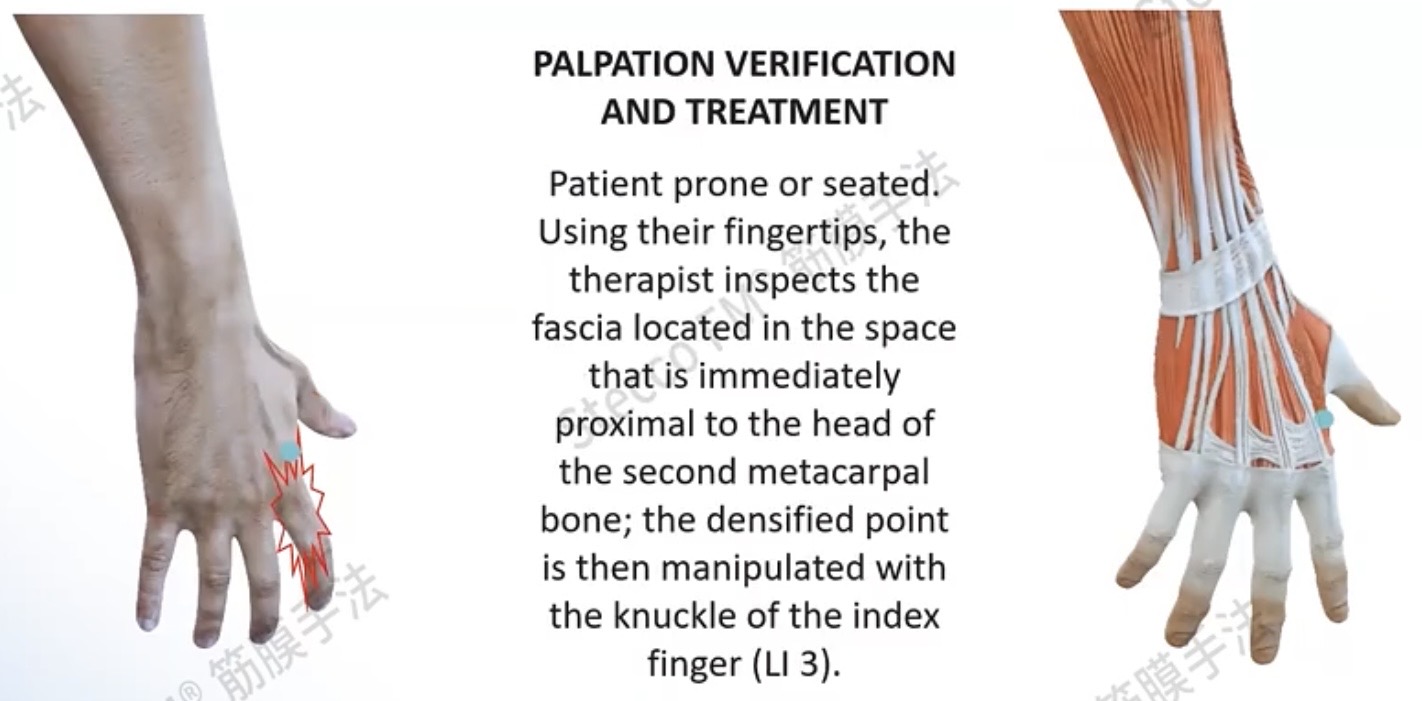 PALPATION VERIFICATION
AND TREATMENT
Patient prone or seated.
Using their fingertips, the
therapist inspects the
fascia located in the space
that is immediately
proximal to the head of
the second metacarpal
bone; the densified point
is then manipulated with
the knuckle of the index
finger (LI 3).
Stecco TM® 筋膜手法
® 筋膜手法
筋膜手法
法